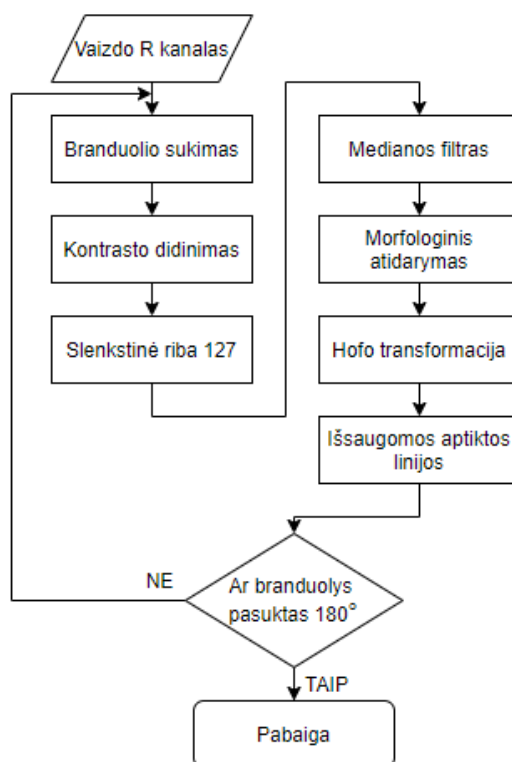 Vaizdo R kanalas
Branduolio sukimas
Kontrasto didinimas
Slenkstinė riba 127
Medianos filtras
Morfologinis
atidarymas
Hofo transformacija
Išsaugomos aptiktos
linijos
Ar branduolys
pasuktas 180°
NE
TAIP
Pabaiga